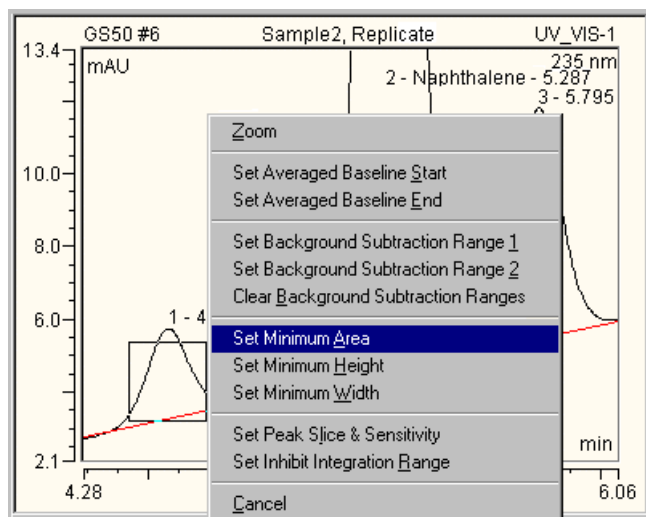 GS50 #6 Sample2, Replicate UV_VIS-1
13.4
mAU
235 nm
2 - Naphthalene - 5.287
3 - 5.795
Zoom
10.0
Set Averaged Baseline Start
Set Averaged Baseline End
8.0
Set Background Subtraction Range 1
Set Background Subtraction Range 2
Clear Background Subtraction Ranges
6.0
1 - 4
Set Minimum Area
Set Minimum Height
Set Minimum Width
Set Peak Slice & Sensitivity
min
2.1
Set Inhibit Integration Range
4.28
6.06
Cancel